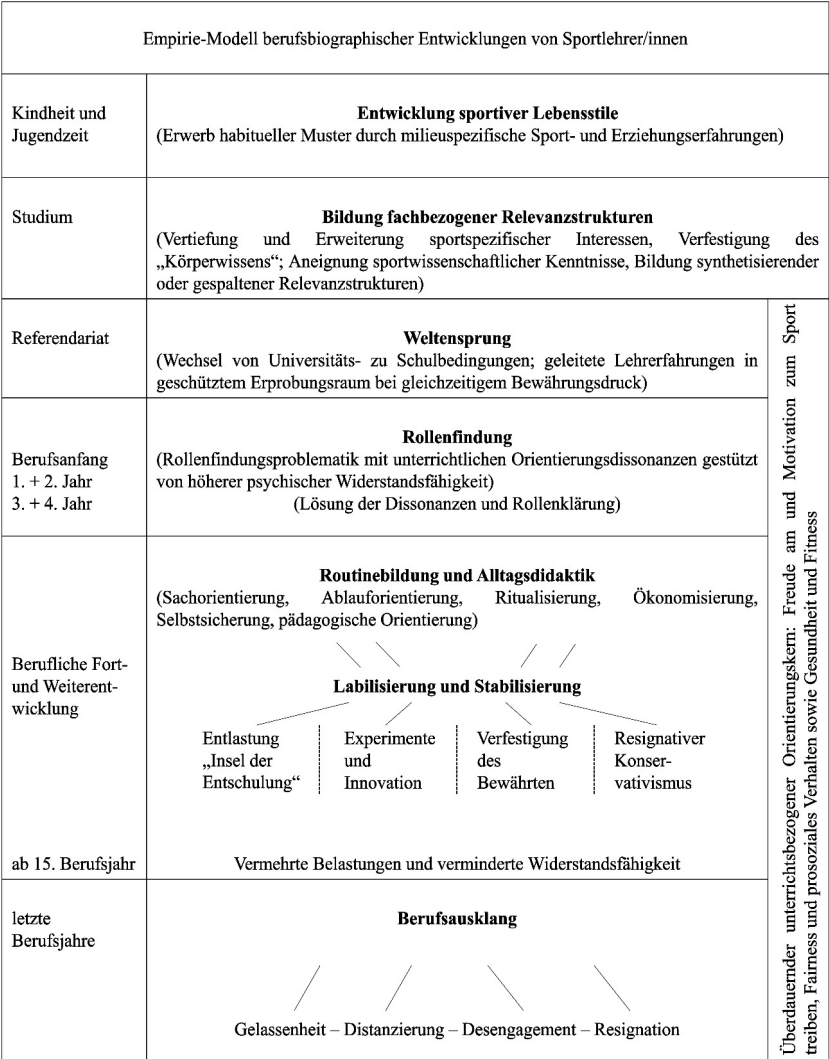 Empirie-Modell berufsbiographischer Entwicklungen von Sportlehrer/innen
Kindheit und
Jugendzeit
Entwicklung sportiver Lebensstile
(Erwerb habitueller Muster durch milieuspezifische Sport- und Erziehungserfahrungen)
Studium
Bildung fachbezogener Relevanzstrukturen
(Vertiefung und Erweiterung sportspezifischer Interessen, Verfestigung des
„Körperwissens“; Aneignung sportwissenschaftlicher Kenntnisse, Bildung synthetisierender
oder gespaltener Relevanzstrukturen)
Referendariat
Weltensprung
(Wechsel von Universitäts- zu Schulbedingungen; geleitete Lehrerfahrungen in
geschütztem Erprobungsraum bei gleichzeitigem Bewährungsdruck)
Berufsanfang
1. + 2. Jahr
3. + 4. Jahr
Rollenfindung
(Rollenfindungsproblematik mit unterrichtlichen Orientierungsdissonanzen gestützt
von höherer psychischer Widerstandsfähigkeit)
(Lösung der Dissonanzen und Rollenklärung)
Berufliche Fort-
und Weiterent-
wicklung
Routinebildung und Alltagsdidaktik
(Sachorientierung, Ablauforientierung, Ritualisierung, Ökonomisierung,
Selbstsicherung, pädagogische Orientierung)
Labilisierung und Stabilisierung
Entlastung
„Insel der
Entschulung“
Experimente
und
Innovation
Verfestigung
des
Bewährten
Resignativer
Konser-
vativismus
ab 15. Berufsjahr
Vermehrte Belastungen und verminderte Widerstandsfähigkeit
letzte
Berufsjahre
Berufsausklang
Gelassenheit – Distanzierung – Desengagement – Resignation
Überdauernder unterrichtsbezogener Orientierungskern: Freude am und Motivation zum Sport
treiben, Fairness und prosoziales Verhalten sowie Gesundheit und Fitness